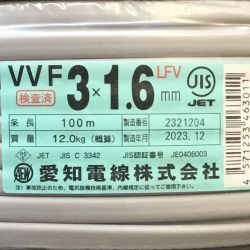 VVF 3×1.6mm LFV
検査済
JIS
JET
条長 100m 製造番号 2321204
質量 12.0kg(概算) 製造年月 2023.12
JET JIS C 3342 JIS認証番号 JE0406003
愛知電線株式会社